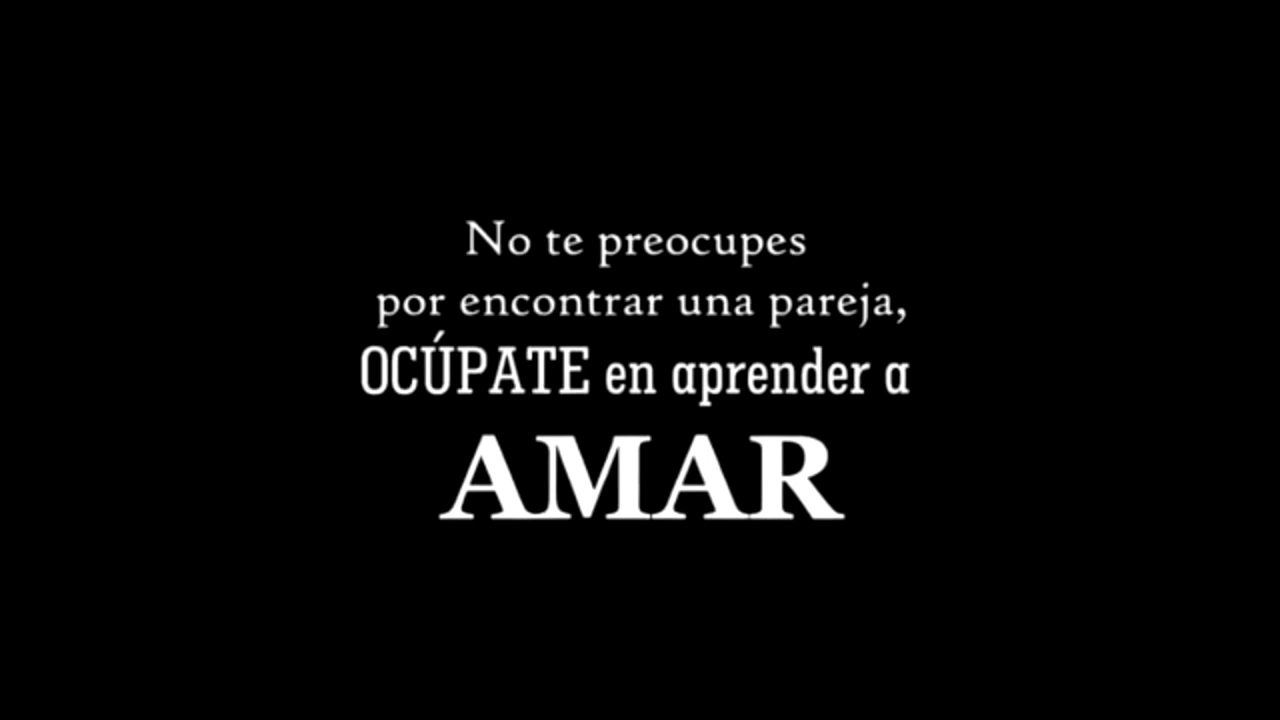 No te preocupes
por encontrar una pareja,
OCÚPATE en aprender a
AMAR